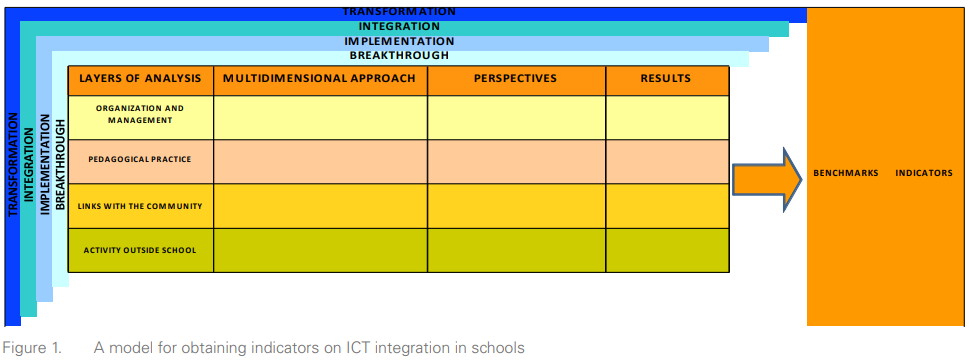 TRANSFORMATION
INTEGRATION
IMPLEMENTATION
BREAKTHROUGH
TRANSFORMATION
INTEGRATION
IMPLEMENTATION
BREAKTHROUGH
LAYERS OF ANALYSIS MULTIDIMENSIONAL APPROACH PERSPECTIVES RESULTS
ORGANIZATION AND
MANAGEMENT
PEDAGOGICAL PRACTICE
LINKS WITH THE COMMUNITY
ACTIVITY OUTSIDE SCHOOL
BENCHMARKS INDICATORS
Figure 1. A model for obtaining indicators on ICT integration in schools